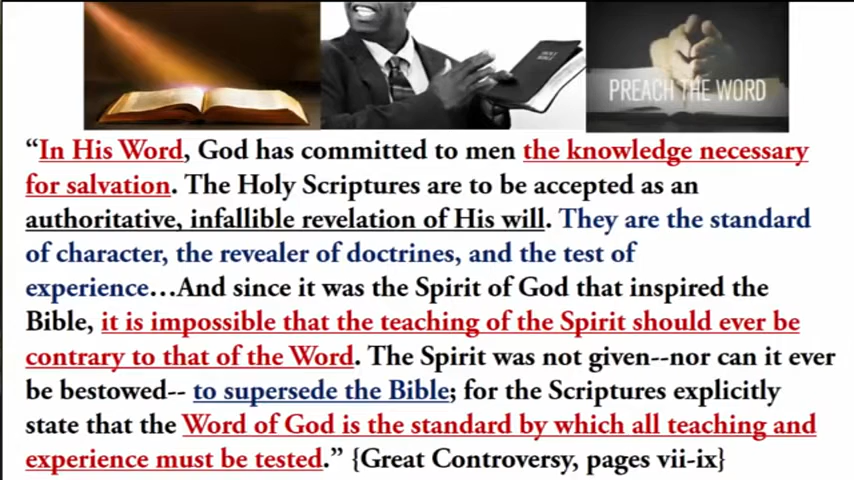 HOLY BIBLE
PREACH THE WORD
“In His Word, God has committed to men the knowledge necessary
for salvation. The Holy Scriptures are to be accepted as an
authoritative, infallible revelation of His will. They are the standard
of character, the revealer of doctrines, and the test of
experience…And since it was the Spirit of God that inspired the
Bible, it is impossible that the teaching of the Spirit should ever be
contrary to that of the Word. The Spirit was not given--nor can it ever
be bestowed-- to supersede the Bible; for the Scriptures explicitly
state that the Word of God is the standard by which all teaching and
experience must be tested.” {Great Controversy, pages vii-ix}